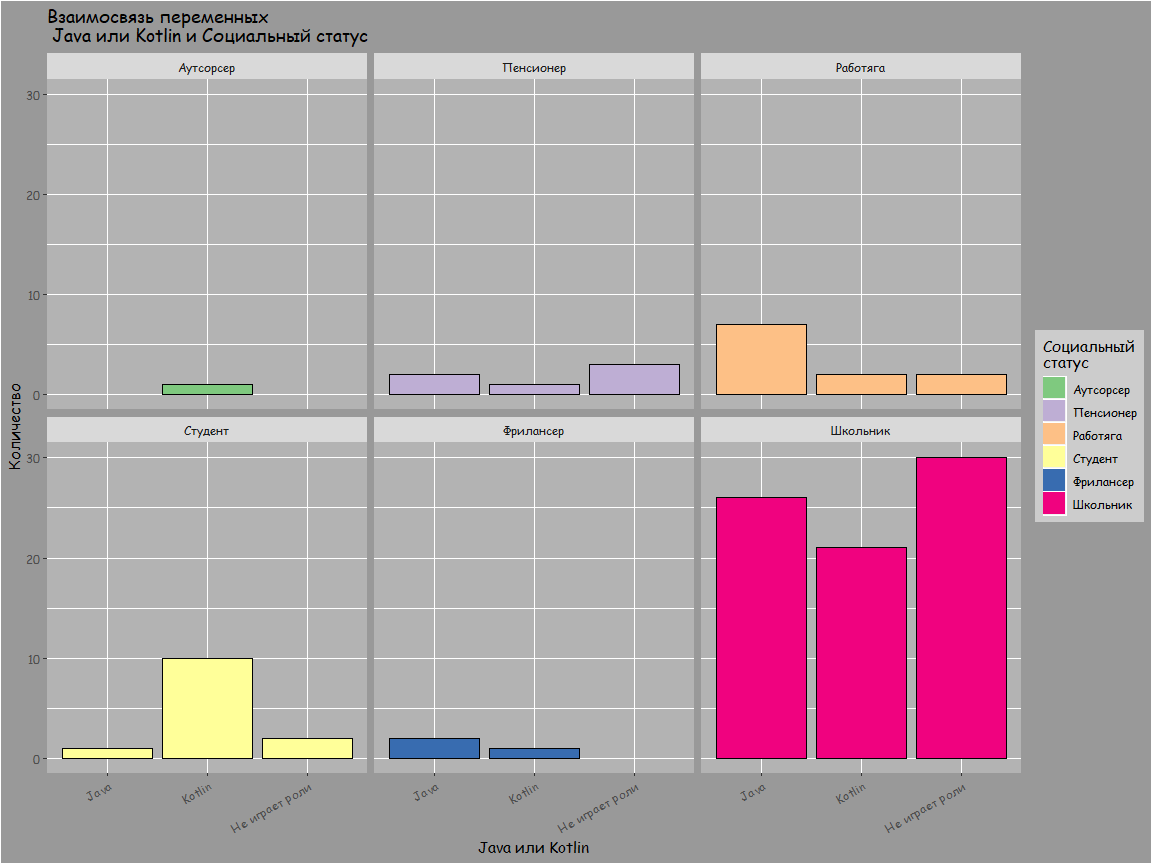 Взаимосвязь переменных
Java или Kotlin и Социальный статус
Аутсорсер
Пенсионер
Работяга
30
20
10
0
Количество
Студент
Фрилансер
Школьник
30
20
10
0
Java
Kotlin
Не играет роли
Java
Kotlin
Не играет роли
Java
Kotlin
Не играет роли
Java или Kotlin
Социальный
статус
Аутсорсер
Пенсионер
Работяга
Студент
Фрилансер
Школьник